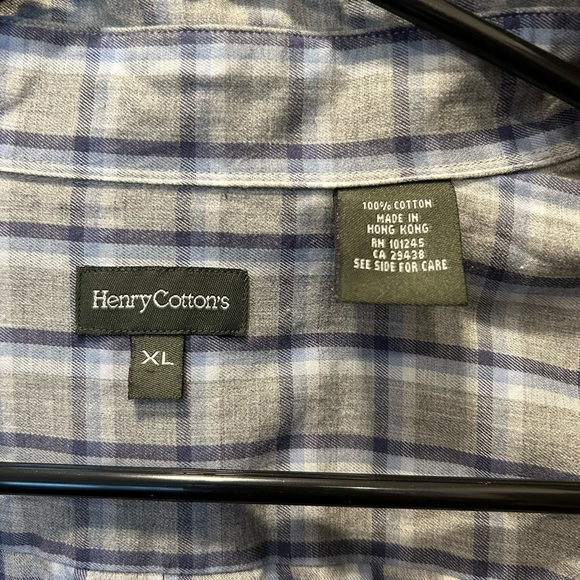 100% COTTON
MADE IN
HONG KONG
RN 101245
CA 29438
SEE SIDE FOR CARE
HenryCotton's
XL